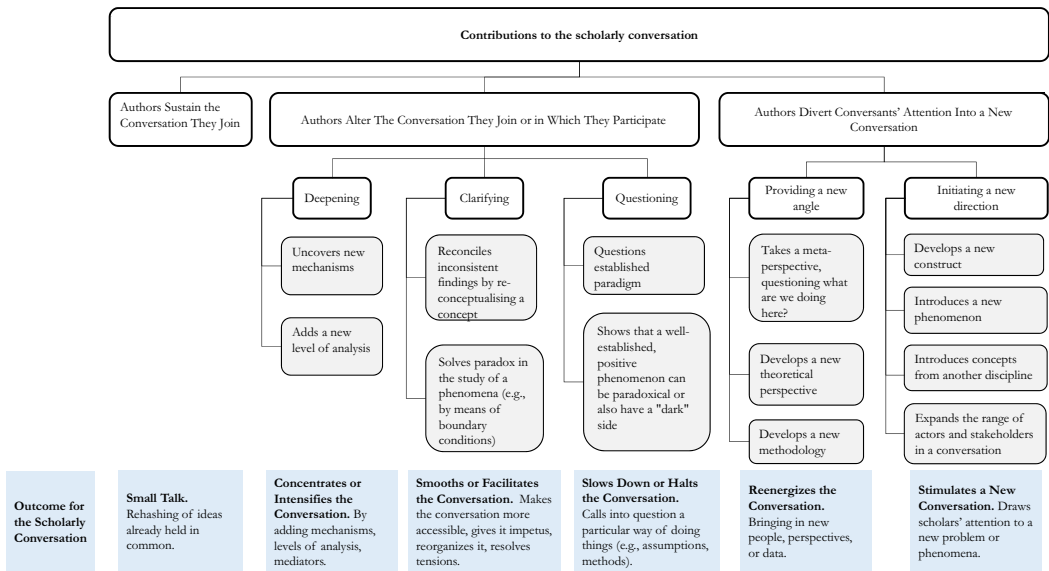 Contributions to the scholarly conversation
Authors Sustain the
Conversation They Join
Authors Alter The Conversation They Join or in Which They Participate
Authors Divert Conversants' Attention Into a New
Conversation
Deepening
Uncovers new
mechanisms
Adds a new
level of analysis
Clarifying
Reconciles
inconsistent
findings by re-
conceptualising a
concept
Solves paradox in
the study of a
phenomena (e.g.,
by means of
boundary
conditions)
Questioning
Questions
established
paradigm
Shows that a well-
established,
positive
phenomenon can
be paradoxical or
also have a "dark"
side
Providing a new
angle
Takes a meta-
perspective,
questioning what
are we doing
here?
Develops a new
theoretical
perspective
Develops a new
methodology
Initiating a new
direction
Develops a new
construct
Introduces a new
phenomenon
Introduces concepts
from another discipline
Expands the range of
actors and stakeholders
in a conversation
Outcome for
the Scholarly
Conversation
Small Talk.
Rehashing of ideas
already held in
common.
Concentrates or
Intensifies the
Conversation. By
adding mechanisms,
levels of analysis,
mediators.
Smooths or Facilitates
the Conversation. Makes
the conversation more
accessible, gives it impetus,
reorganizes it, resolves
tensions.
Slows Down or Halts
the Conversation.
Calls into question a
particular way of doing
things (e.g., assumptions,
methods).
Reenergizes the
Conversation.
Bringing in new
people, perspectives,
or data.
Stimulates a New
Conversation. Draws
scholars' attention to a
new problem or
phenomena.